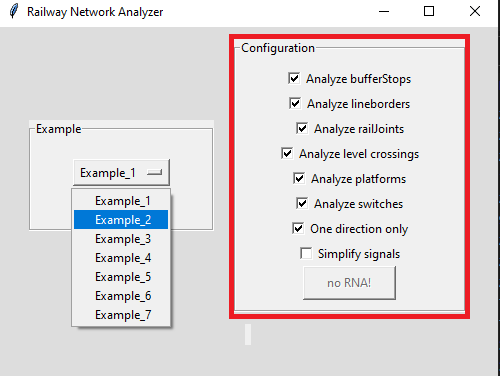 Railway Network Analyzer
Example
Example_1
Example_1
Example_2
Example_3
Example_4
Example_5
Example_6
Example_7
Configuration
Analyze bufferStops
Analyze lineborders
Analyze railJoints
Analyze level crossings
Analyze platforms
Analyze switches
One direction only
Simplify signals
no RNA!